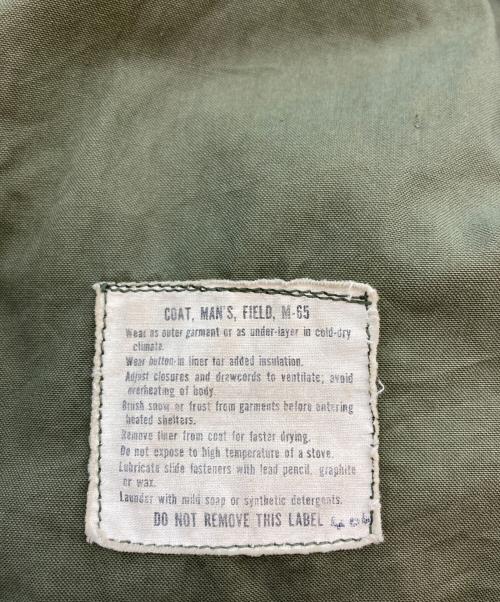 COAT, MAN'S, FIELD, M-65
Wear as outer garment or as under-layer in cold-dry
climate.
Wear button-in liner for added insulation.
Adjust closures and drawcords to ventilate; avoid
overheating of body.
Brush snow or frost from garments before entering
heated shelters.
Remove liner from coat for faster drying.
Do not expose to high temperature of a stove.
Lubricate slide fasteners with lead pencil, graphite
or wax.
Launder with mild soap or synthetic detergents.
DO NOT REMOVE THIS LABEL